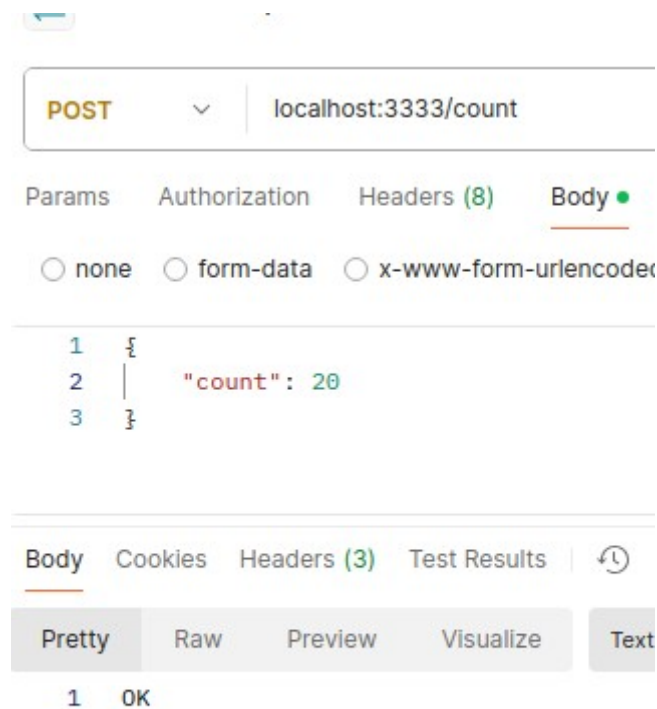 POST localhost:3333/count
Params Authorization Headers (8) Body
none form-data x-www-form-urlencoded
1 {
2 "count": 20
3 }
Body Cookies Headers (3) Test Results
Pretty Raw Preview Visualize Text
1 OK